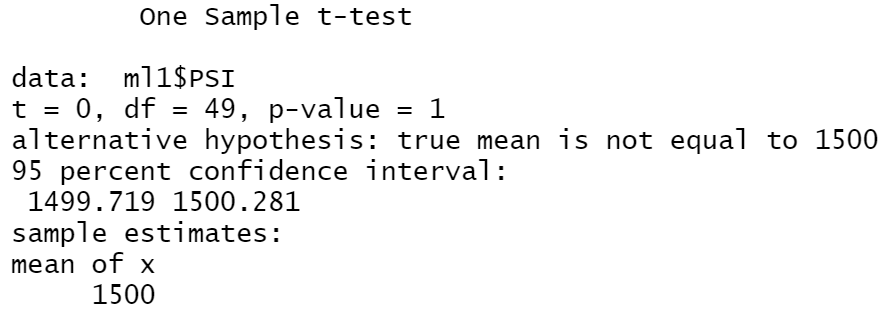 One Sample t-test
data:  ml1$PSI
t = 0, df = 49, p-value = 1
alternative hypothesis: true mean is not equal to 1500
95 percent confidence interval:
1499.719 1500.281
sample estimates:
mean of x
1500